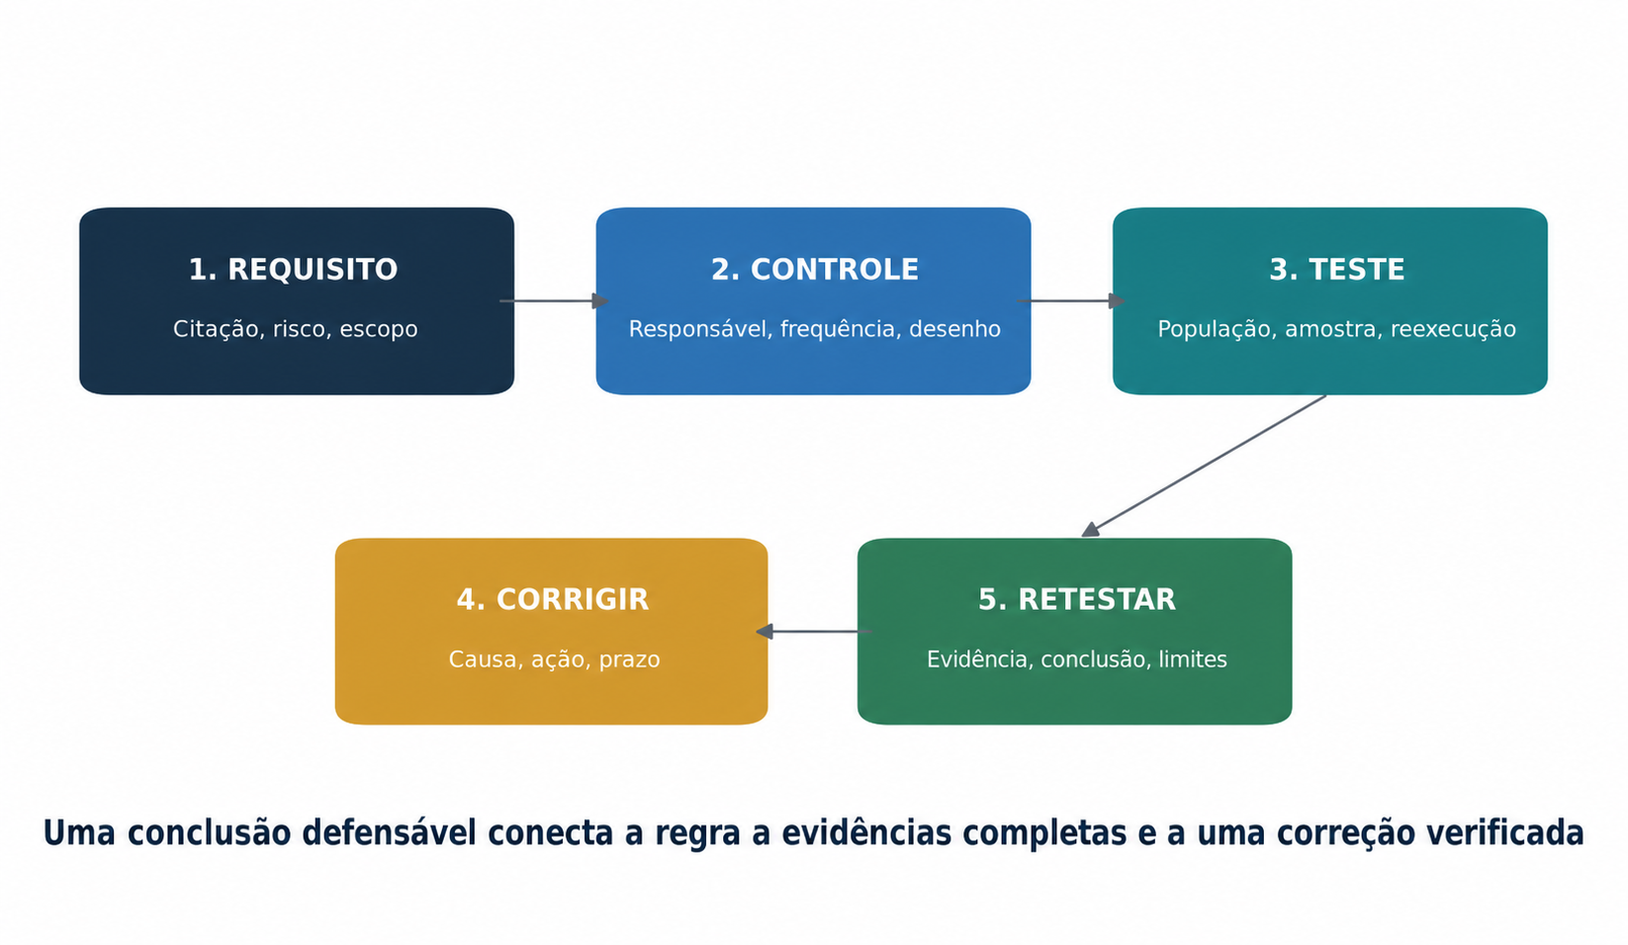 1. REQUISITO
Citação, risco, escopo
2. CONTROLE
Responsável, frequência, desenho
3. TESTE
População, amostra, reexecução
4. CORRIGIR
Causa, ação, prazo
5. RETESTAR
Evidência, conclusão, limites
Uma conclusão defensável conecta a regra a evidências completas e a uma correção verificada